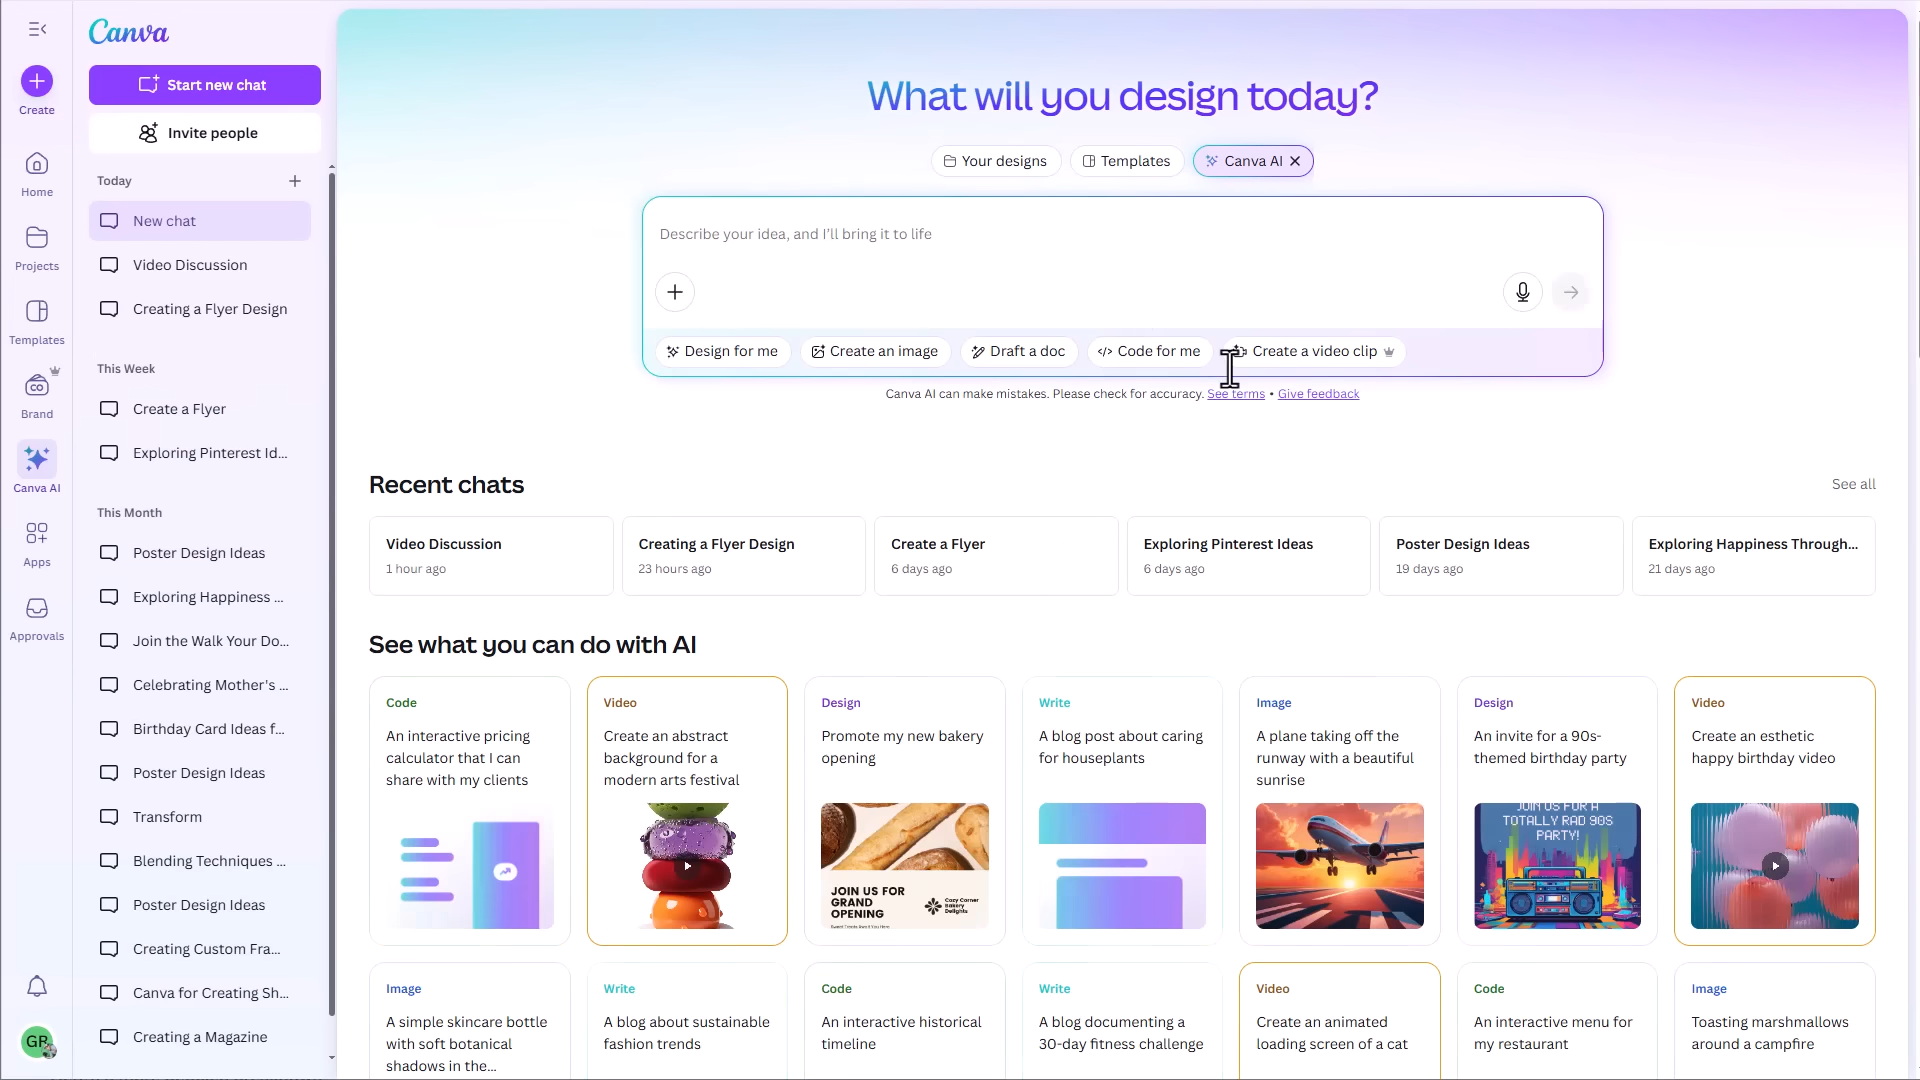 Canva
Start new chat
Invite people
Create
Home
Projects
Templates
Brand
Canva AI
Apps
Approvals
GR
Today
New chat
Video Discussion
Creating a Flyer Design
This Week
Create a Flyer
Exploring Pinterest Id...
This Month
Poster Design Ideas
Exploring Happiness ...
Join the Walk Your Do...
Celebrating Mother's ...
Birthday Card Ideas f...
Poster Design Ideas
Transform
Blending Techniques ...
Poster Design Ideas
Creating Custom Fra...
Canva for Creating Sh...
Creating a Magazine
What will you design today?
Your designs
Templates
Canva AI
Describe your idea, and I'll bring it to life
Design for me
Create an image
Draft a doc
Code for me
Create a video clip
Canva AI can make mistakes. Please check for accuracy. See terms • Give feedback
Recent chats
See all
Video Discussion
1 hour ago
Creating a Flyer Design
23 hours ago
Create a Flyer
6 days ago
Exploring Pinterest Ideas
6 days ago
Poster Design Ideas
19 days ago
Exploring Happiness Through...
21 days ago
See what you can do with AI
Code
An interactive pricing
calculator that I can
share with my clients
Video
Create an abstract
background for a
modern arts festival
Design
Promote my new bakery
opening
JOIN US FOR
GRAND
OPENING
Cozy Corner
Bakery
Delights
Write
A blog post about caring
for houseplants
Image
A plane taking off the
runway with a beautiful
sunrise
Design
An invite for a 90s-
themed birthday party
JOIN US FOR A
TOTALLY RAD 90S
PARTY!
Video
Create an esthetic
happy birthday video
Image
A simple skincare bottle
with soft botanical
shadows in the...
Write
A blog about sustainable
fashion trends
Code
An interactive historical
timeline
Write
A blog documenting a
30-day fitness challenge
Video
Create an animated
loading screen of a cat
Code
An interactive menu for
my restaurant
Image
Toasting marshmallows
around a campfire